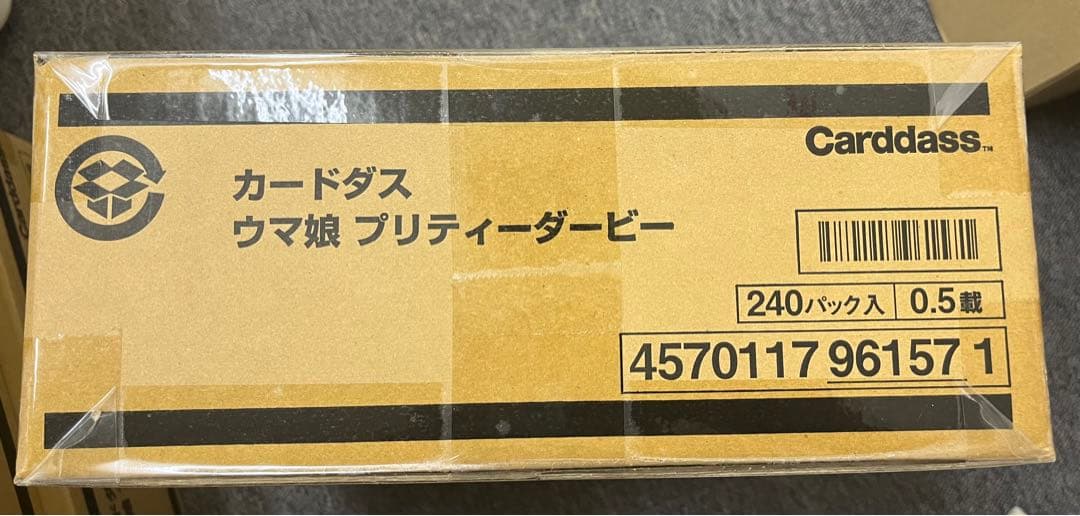 Carddass™
カードダス
ウマ娘 プリティーダービー
240パック入 0.5載
4570117 96157 1